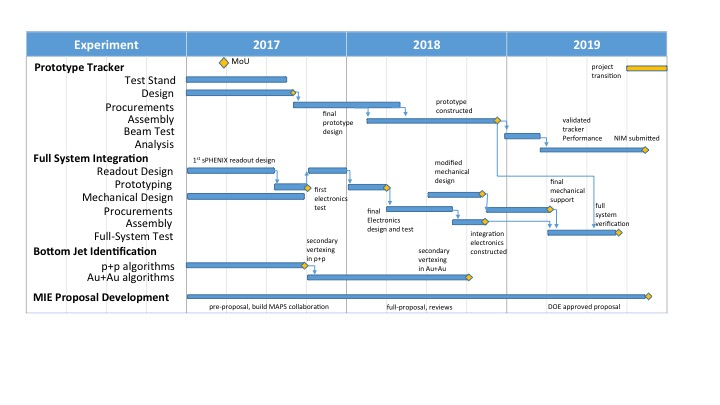 Experiment 2017 2018 2019
Prototype Tracker
MoU
project
transition
Test Stand
Design
Procurements
final
prototype
design
prototype
constructed
Assembly
Beam Test
validated
tracker
Performance
NIM submitted
Analysis
Full System Integration
1st sPHENIX readout design
Readout Design
Prototyping
first
electronics
test
modified
mechanical
design
final
mechanical
support
Mechanical Design
Procurements
final
Electronics
design and test
full
system
verification
Assembly
Full-System Test
integration
electronics
constructed
Bottom Jet Identification
secondary
vertexing
in p+p
secondary
vertexing
in Au+Au
p+p algorithms
Au+Au algorithms
MIE Proposal Development
pre-proposal, build MAPS collaboration
full-proposal, reviews
DOE approved proposal